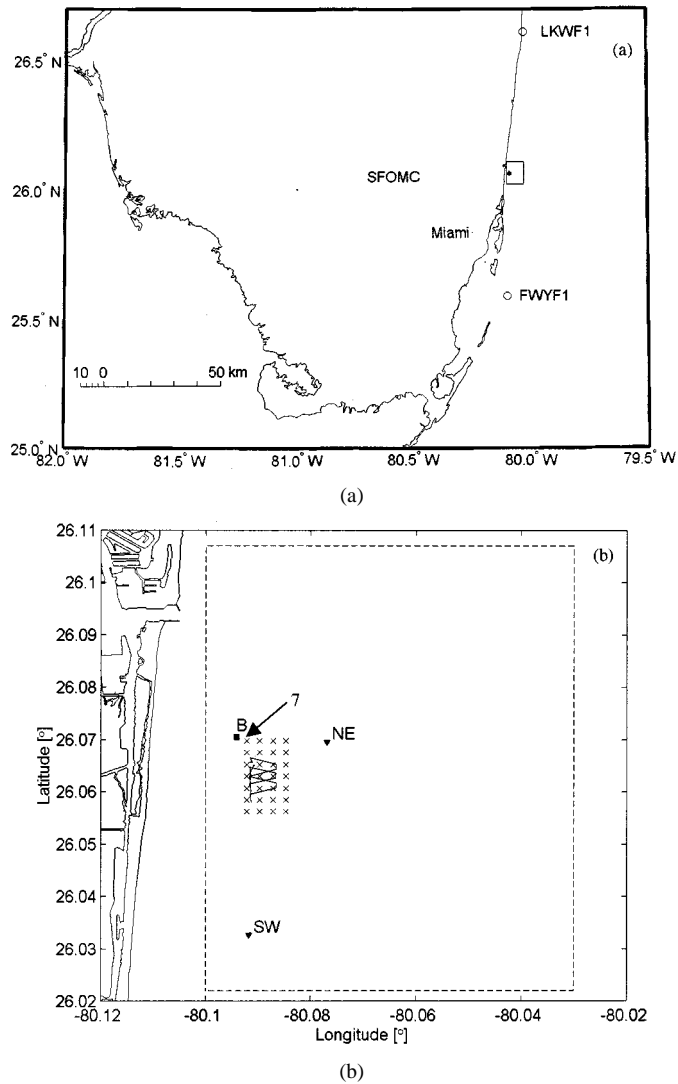 LKWF1
(a)
26.5° N
SFOMC
26.0° N
Miami
FWYF1
25.5° N
10 0 50 km
25.0° N
82.0° W 81.5° W 81.0° W 80.5° W 80.0° W 79.5° W
(a)
26.11
(b)
26.1
26.09
26.08
7
B
NE
26.07
Latitude [°]
26.06
26.05
26.04
SW
26.03
26.02
-80.12 -80.1 -80.08 -80.06 -80.04 -80.02
Longitude [°]
(b)